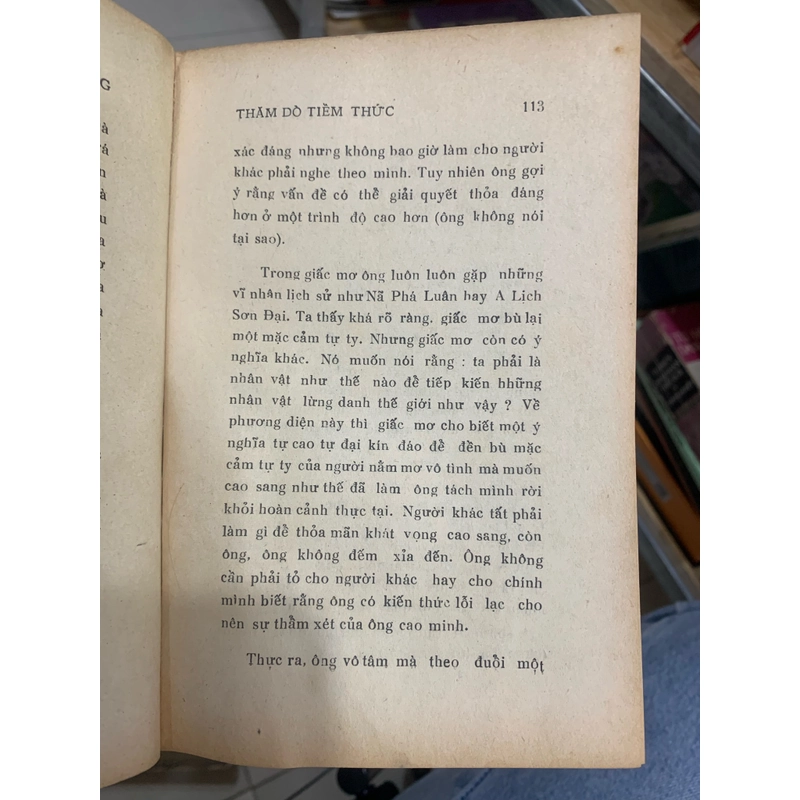 THĂM DÒ TIỀM THỨC 113
xác đáng nhưng không bao giờ làm cho người
khác phải nghe theo mình. Tuy nhiên ông gợi
ý rằng vấn đề có thể giải quyết thỏa đáng
hơn ở một trình độ cao hơn (ông không nói
tại sao).
Trong giấc mơ ông luôn luôn gặp những
vĩ nhân lịch sử như Nã Phá Luân hay A Lịch
Sơn Đại. Ta thấy khá rõ ràng. giấc mơ bù lại
một mặc cảm tự ty. Nhưng giấc mơ còn có ý
nghĩa khác. Nó muốn nói rằng : ta phải là
nhân vật như thế nào để tiếp kiến hhững
nhân vật lừng danh thế giới như vậy ? Về
phương diện này thì giấc mơ cho biết một ý
nghĩa tự cao tự đại kín đáo để đền bù mặc
cảm tự ty của người nằm mơ vô tình mà muốn
cao sang như thế đã làm ông tách mình rời
khỏi hoàn cảnh thực tại. Người khác tất phải
làm gì để thỏa mãn khát vọng cao sang, còn
ông, ông không đếm xỉa đến. Ông không
cần phải tỏ cho người khác hay cho chính
mình biết rằng ông có kiến thức lỗi lạc cho
nên sự thẩm xét của ông cao minh.
Thực ra, ông vô tâm mà theo đuổi một